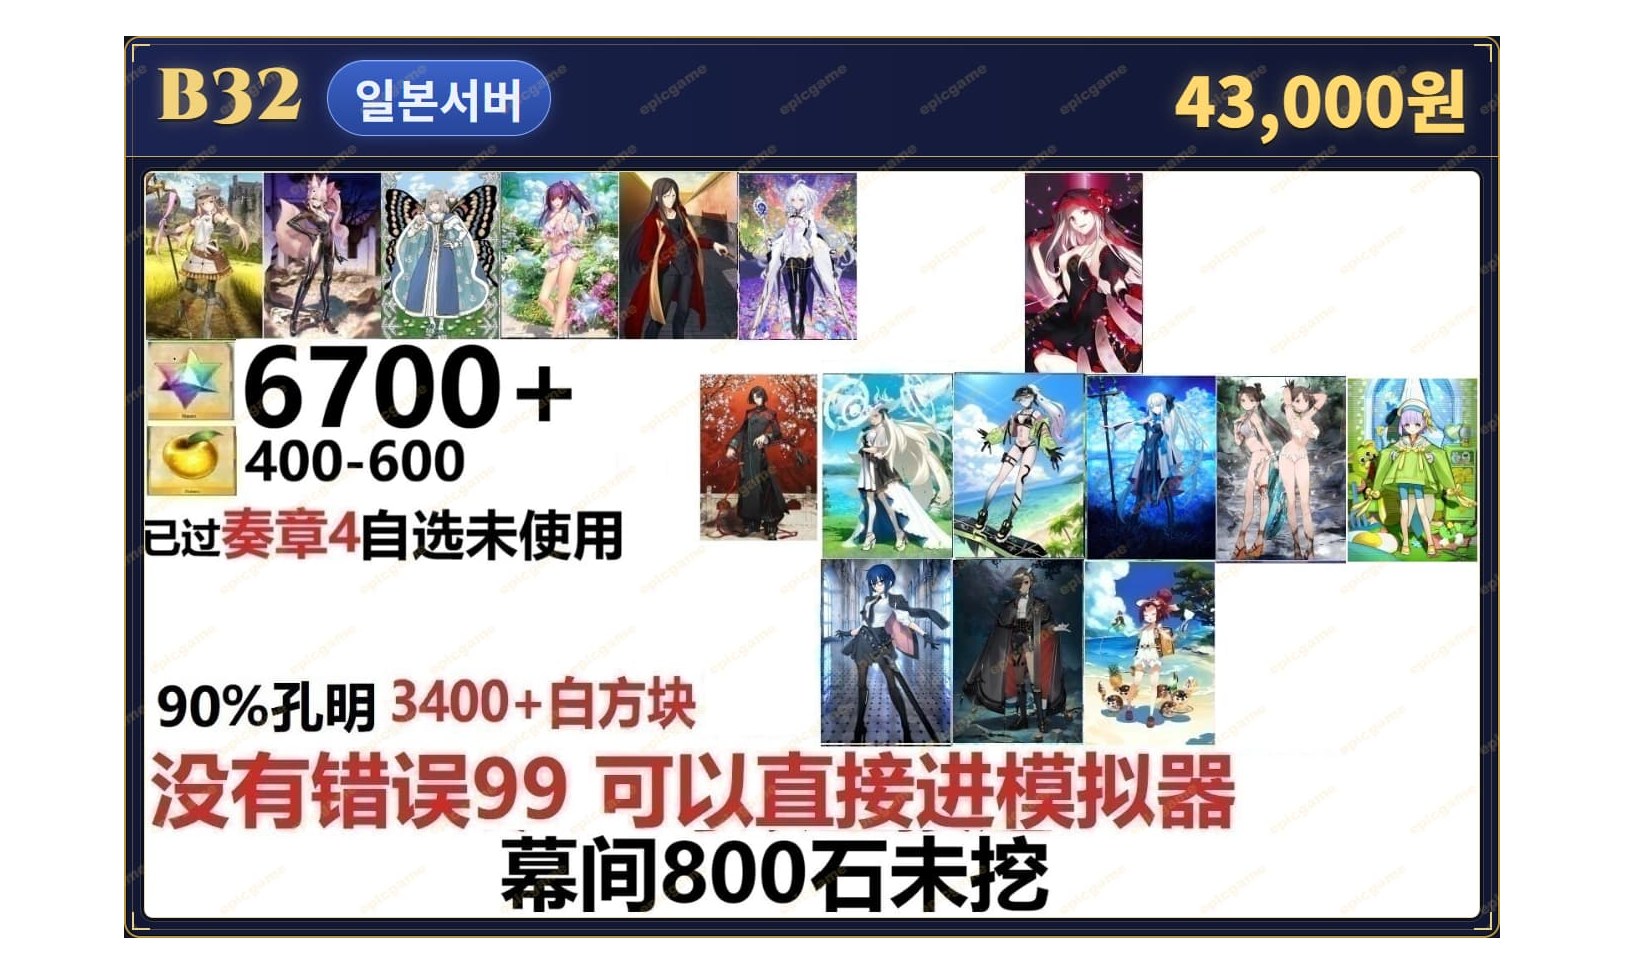 B32 일본서버 43,000원
6700+
400-600
已过奏章4自选未使用
90%孔明 3400+白方块
没有错误99 可以直接进模拟器
幕间800石未挖
epicgame